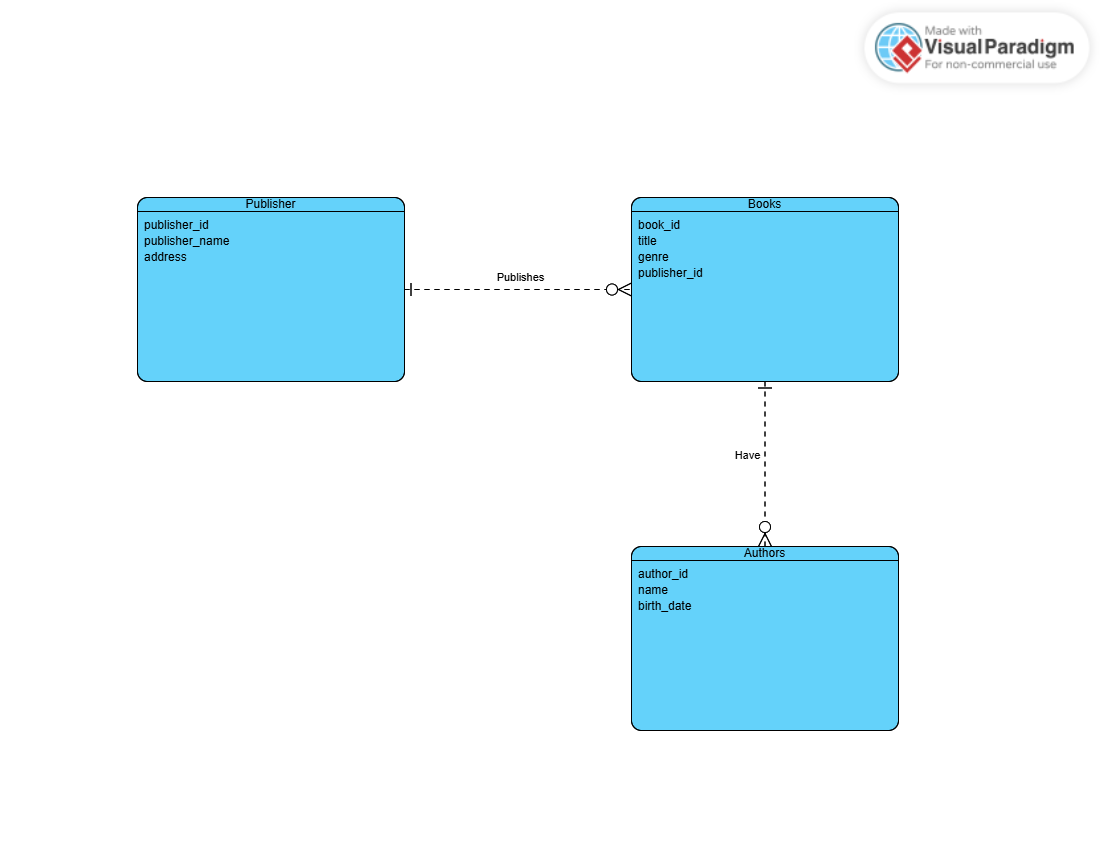 Made with
Visual Paradigm
For non-commercial use
Publisher
publisher_id
publisher_name
address
Publishes
Books
book_id
title
genre
publisher_id
Have
Authors
author_id
name
birth_date